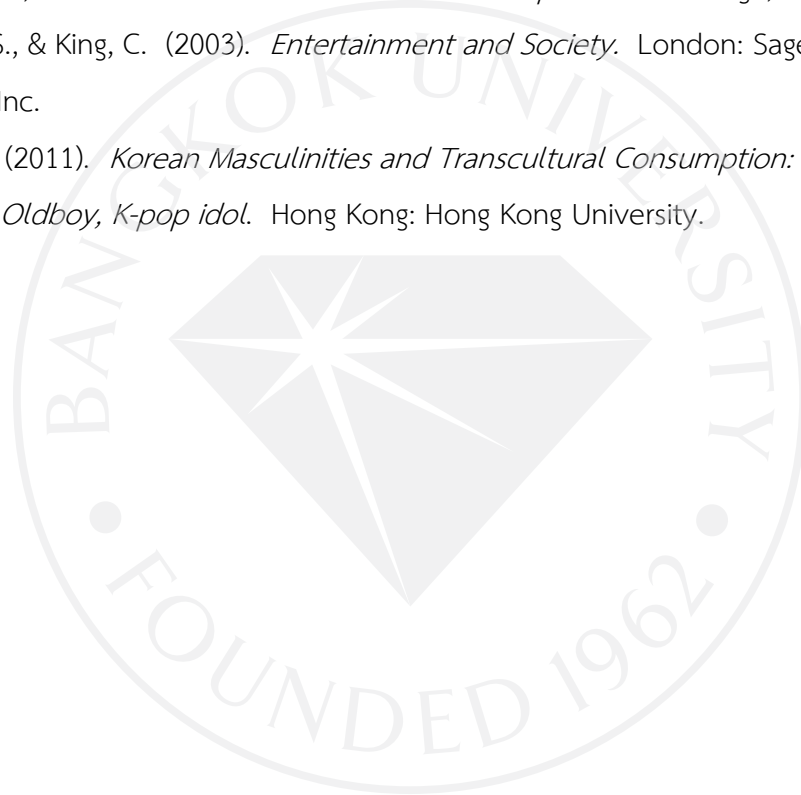 S., & King, C. (2003). Entertainment and Society. London: Sage
Inc.
(2011). Korean Masculinities and Transcultural Consumption:
Oldboy, K-pop idol. Hong Kong: Hong Kong University.
BANGKOK UNIVERSITY
FOUNDED 1962